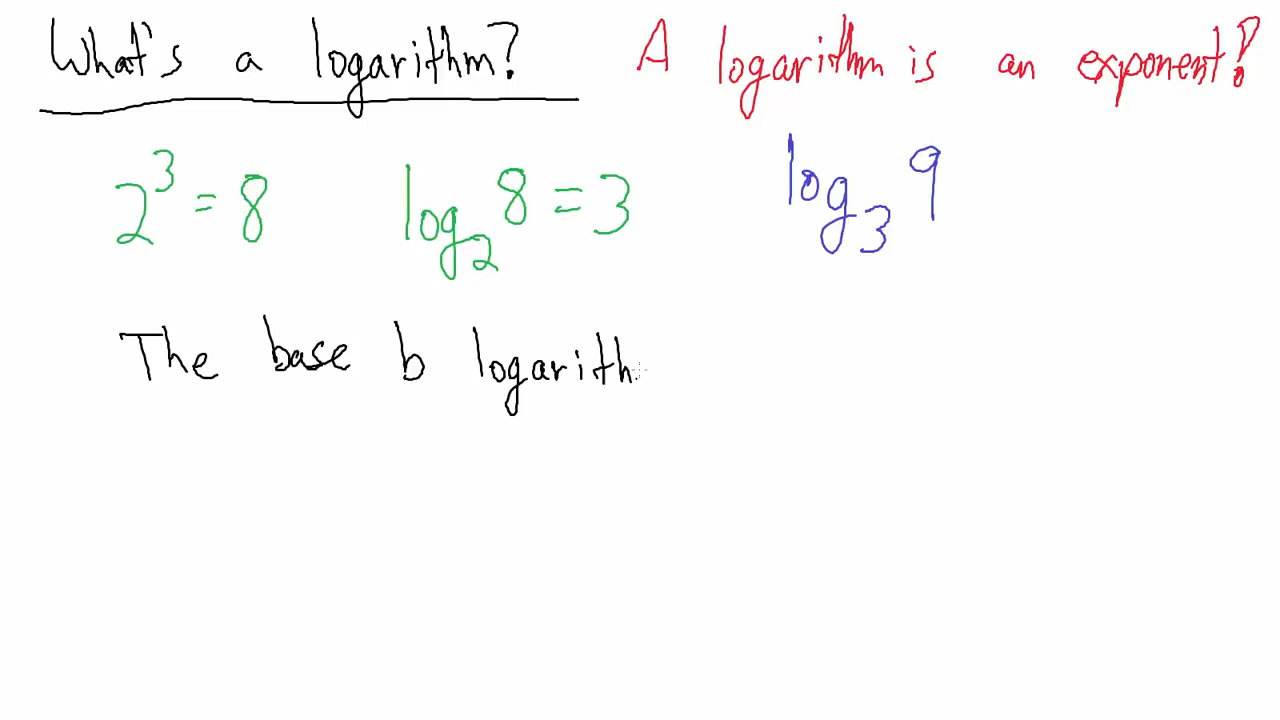 What's a logarithm? A logarithm is an exponent!
2³ = 8 log₂ 8 = 3 log₃ 9
The base b logarith